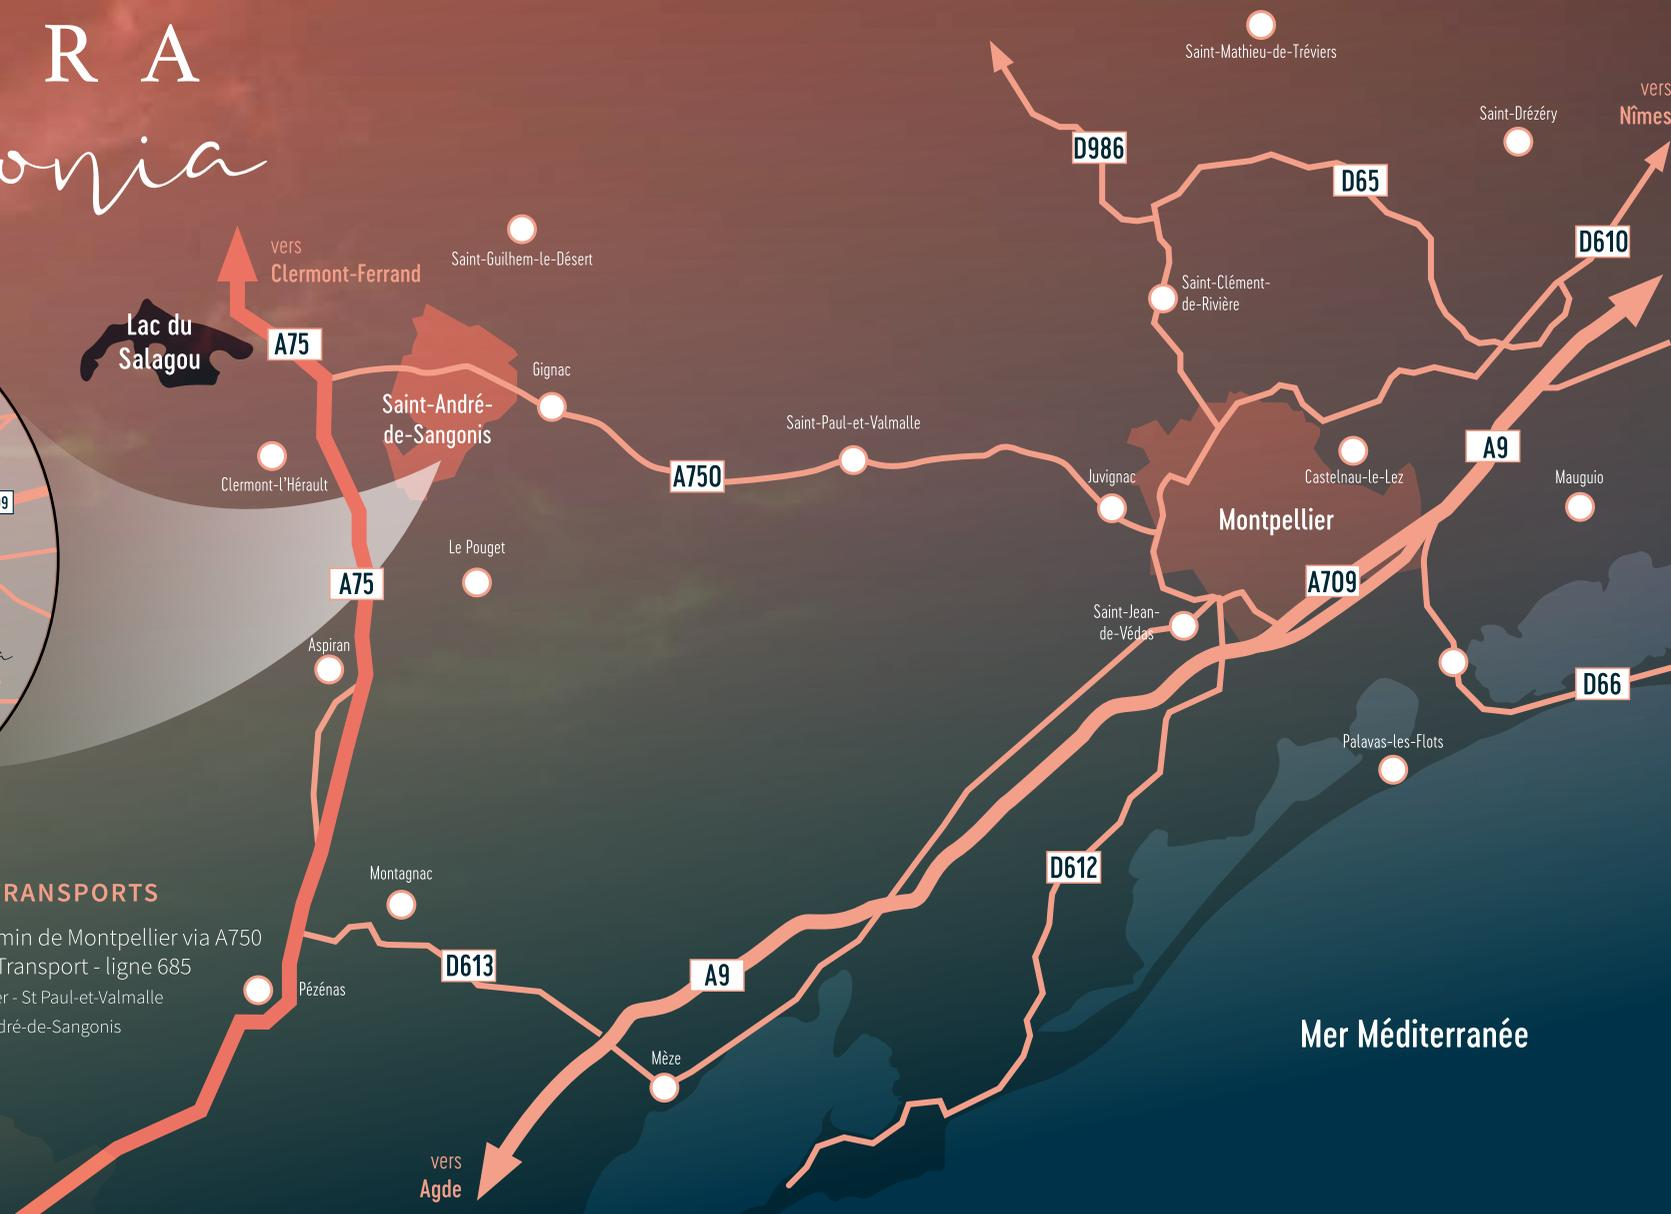 R A
onia
Saint-Mathieu-de-Tréviers
vers
Nîmes
Saint-Drézéry
D986
D65
D610
vers
Clermont-Ferrand
Saint-Guilhem-le-Désert
Saint-Clément-
de-Rivière
Lac du
Salagou
A75
Gignac
Saint-André-
de-Sangonis
Saint-Paul-et-Valmalle
A9
Clermont-l'Hérault
A750
Juvignac
Castelnau-le-Lez
Mauguio
9
Montpellier
Le Pouget
A75
A709
Saint-Jean-
de-Védas
Aspiran
D66
Palavas-les-Flots
Montagnac
D612
RANSPORTS
min de Montpellier via A750
Transport - ligne 685
er - St Paul-et-Valmalle
dré-de-Sangonis
D613
A9
Pézénas
Mer Méditerranée
Mèze
vers
Agde